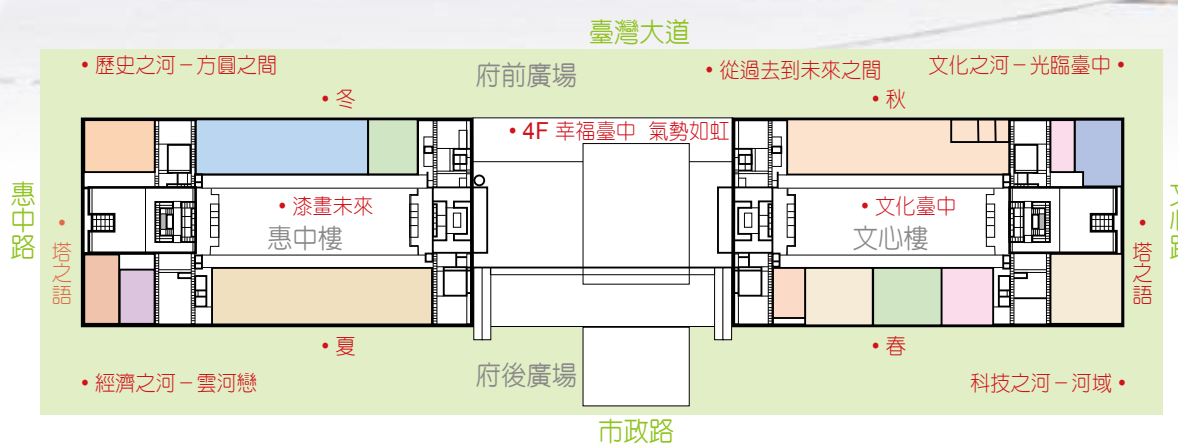 臺灣大道
• 歷史之河－方圓之間
府前廣場
• 從過去到未來之間
文化之河－光臨臺中 •
• 冬
• 秋
• 4F 幸福臺中 氣勢如虹
惠中路
• 塔之語
• 漆畫未來
惠中樓
• 文化臺中
文心樓
• 塔之語
文心路
• 夏
• 春
• 經濟之河－雲河戀
府後廣場
科技之河－河域 •
市政路